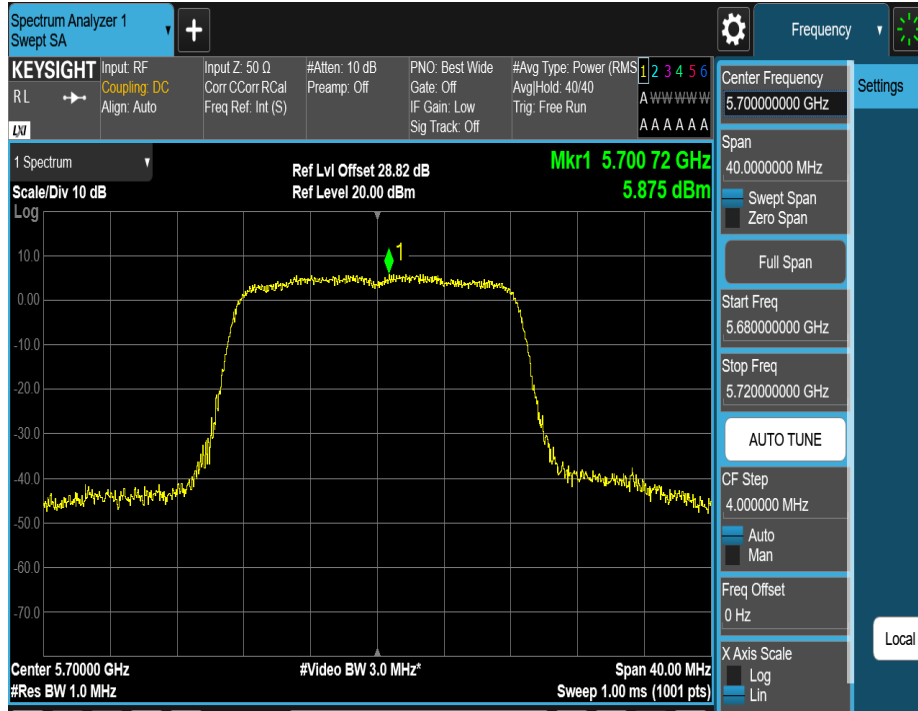 Spectrum Analyzer 1
Swept SA
+
Frequency
KEYSIGHT
R L
LXI
Input: RF
Coupling: DC
Align: Auto
Input Z: 50 Ω
Corr CCorr RCal
Freq Ref: Int (S)
#Atten: 10 dB
Preamp: Off
PNO: Best Wide
Gate: Off
IF Gain: Low
Sig Track: Off
#Avg Type: Power (RMS
Avg|Hold: 40/40
Trig: Free Run
1 2 3 4 5 6
A W W W W W
A A A A A A
1 Spectrum
Scale/Div 10 dB
Log
Ref Lvl Offset 28.82 dB
Ref Level 20.00 dBm
Mkr1 5.700 72 GHz
5.875 dBm
1
10.0
0.00
-10.0
-20.0
-30.0
-40.0
-50.0
-60.0
-70.0
Center 5.70000 GHz
#Res BW 1.0 MHz
#Video BW 3.0 MHz*
Span 40.00 MHz
Sweep 1.00 ms (1001 pts)
Center Frequency
5.700000000 GHz
Span
40.0000000 MHz
Swept Span
Zero Span
Full Span
Start Freq
5.680000000 GHz
Stop Freq
5.720000000 GHz
AUTO TUNE
CF Step
4.000000 MHz
Auto
Man
Freq Offset
0 Hz
X Axis Scale
Log
Lin
Settings
Local